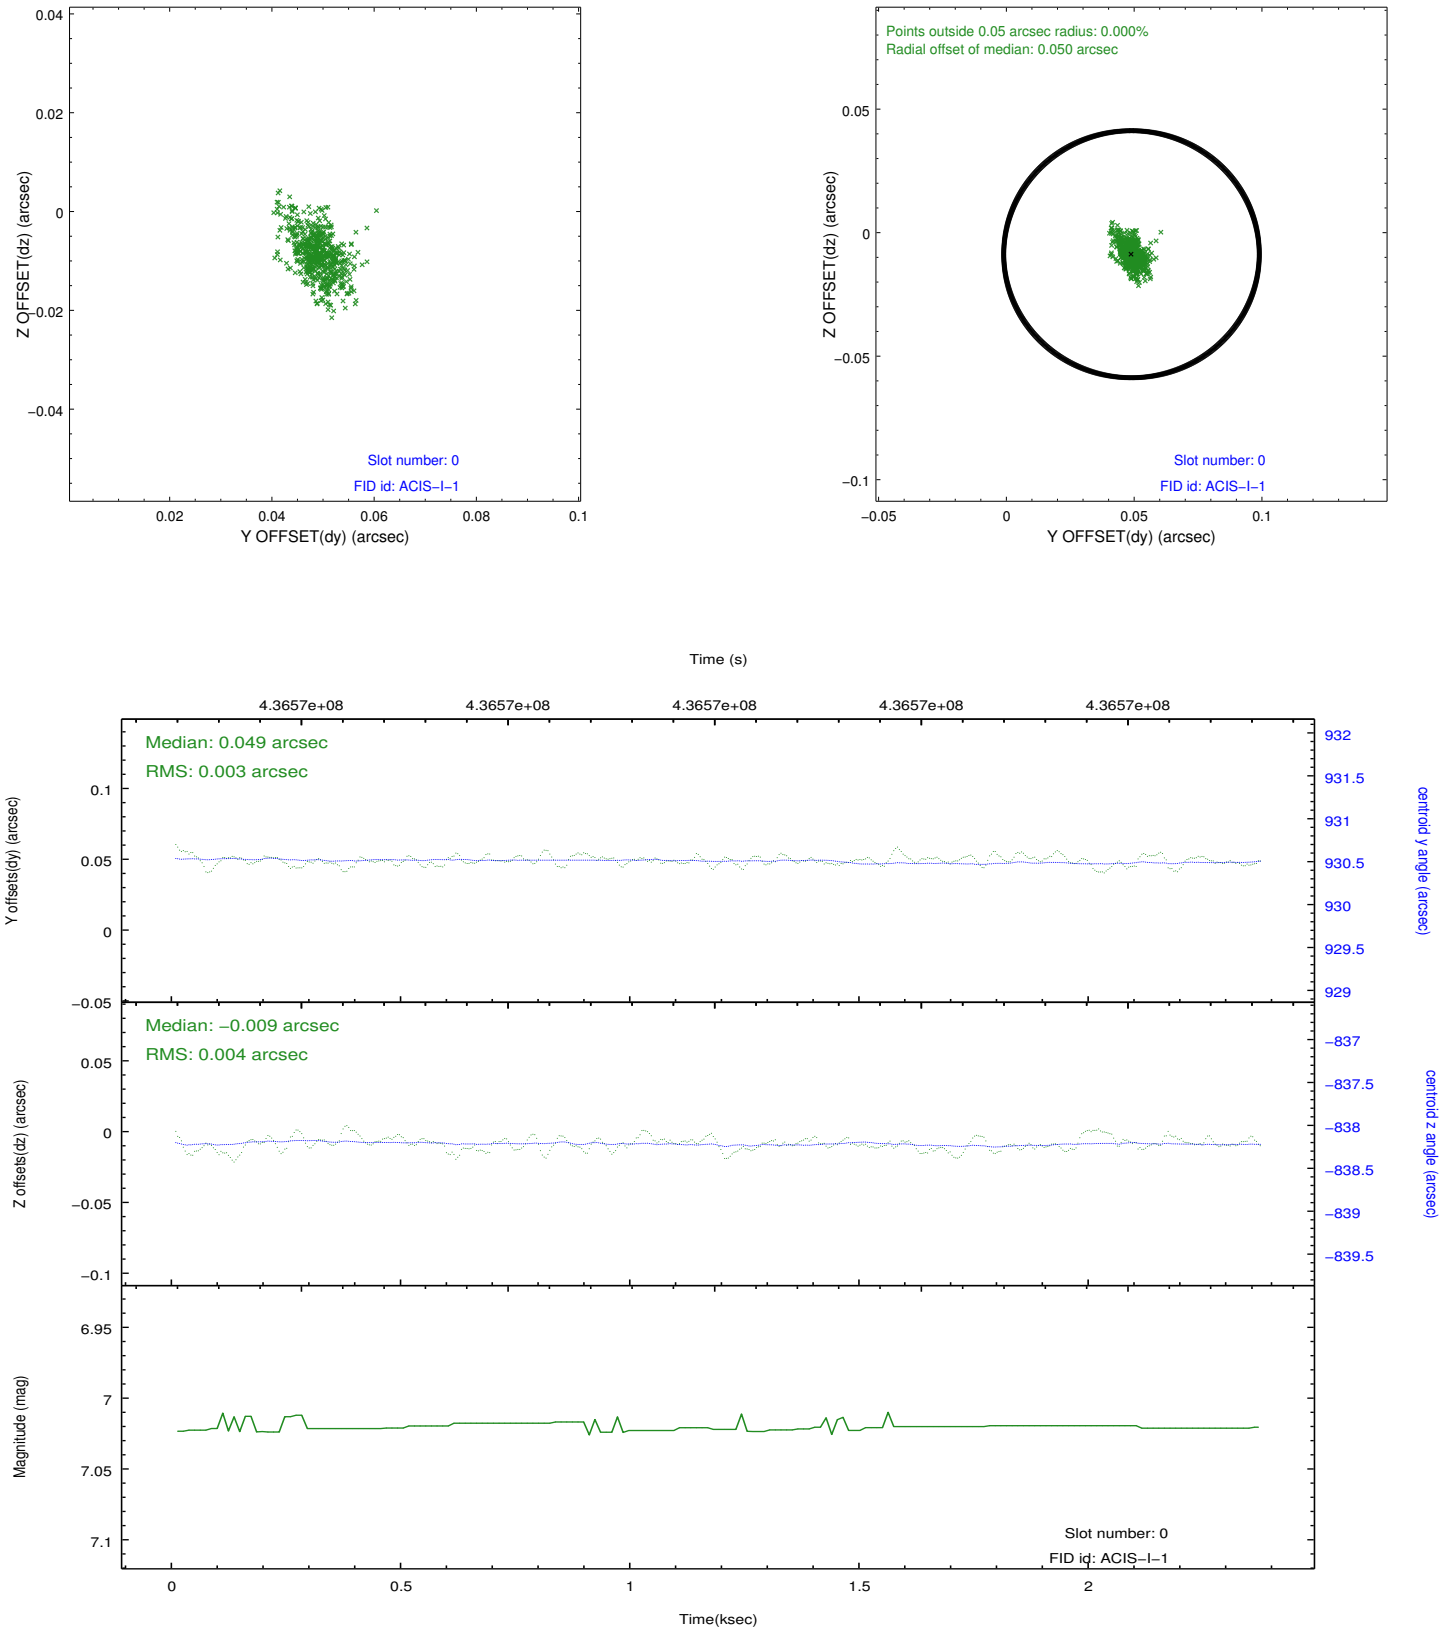 0.04
0.02
0
−0.02
−0.04
Z OFFSET(dz) (arcsec)
Slot number: 0
FID id: ACIS−I−1
0.02 0.04 0.06 0.08 0.1
Y OFFSET(dy) (arcsec)
Points outside 0.05 arcsec radius: 0.000%
Radial offset of median: 0.050 arcsec
0.05
0
−0.05
−0.1
Z OFFSET(dz) (arcsec)
Slot number: 0
FID id: ACIS−I−1
−0.05 0 0.05 0.1
Y OFFSET(dy) (arcsec)
Time (s)
4.3657e+08 4.3657e+08 4.3657e+08 4.3657e+08 4.3657e+08
Median: 0.049 arcsec
RMS: 0.003 arcsec
0.1
0.05
0
−0.05
Y offsets(dy) (arcsec)
932
931.5
931
930.5
930
929.5
929
centroid y angle (arcsec)
Median: −0.009 arcsec
RMS: 0.004 arcsec
0.05
0
−0.05
−0.1
Z offsets(dz) (arcsec)
−837
−837.5
−838
−838.5
−839
−839.5
centroid z angle (arcsec)
6.95
7
7.05
7.1
Magnitude (mag)
Slot number: 0
FID id: ACIS−I−1
0 0.5 1 1.5 2
Time(ksec)